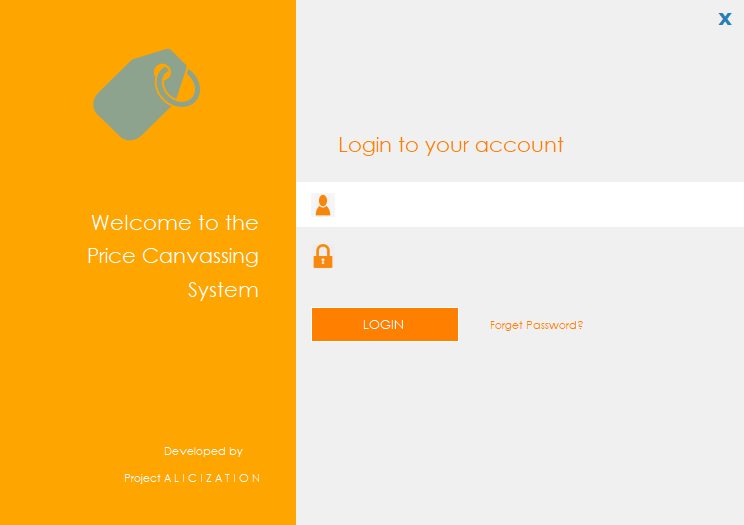 X
Login to your account
Welcome to the
Price Canvassing
System
LOGIN
Forget Password?
Developed by
Project A L I C I Z A T I O N